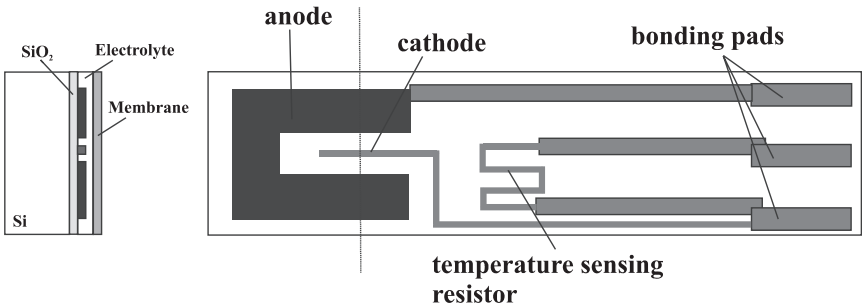 anode
cathode
bonding pads
SiO₂
Electrolyte
Membrane
Si
temperature sensing
resistor